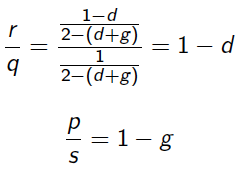 r/q = ((1−d)/(2−(d+g)))/(1/(2−(d+g))) = 1 − d
p/s = 1 − g